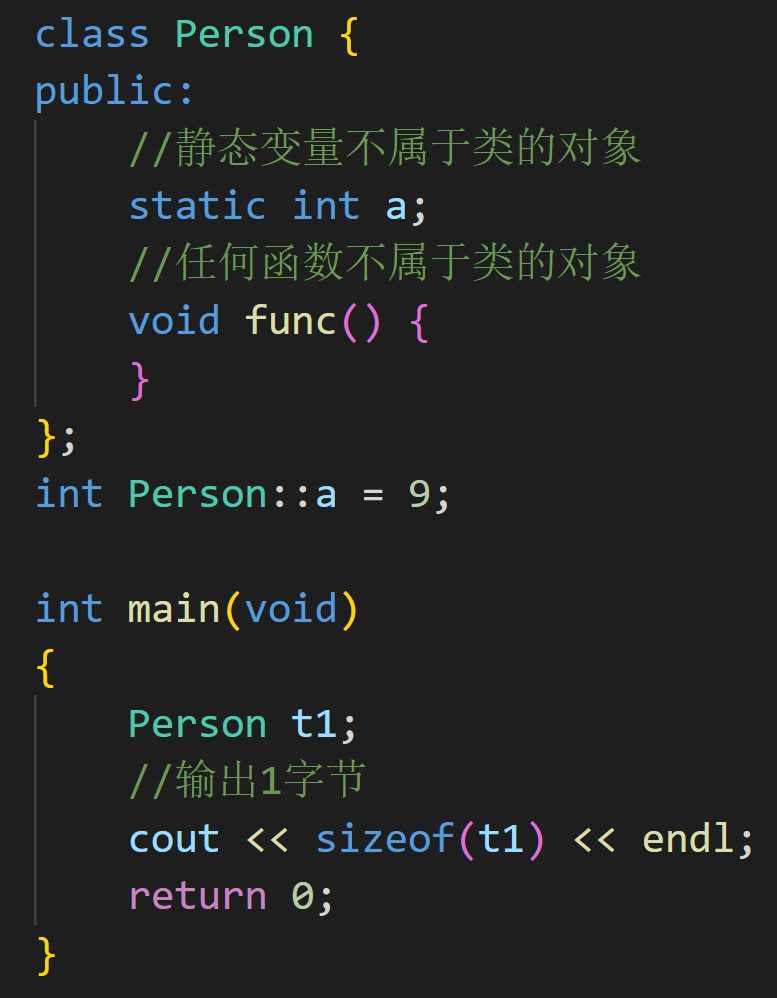 class Person {
public:
    //静态变量不属于类的对象
    static int a;
    //任何函数不属于类的对象
    void func() {
    }
};
int Person::a = 9;

int main(void)
{
    Person t1;
    //输出1字节
    cout << sizeof(t1) << endl;
    return 0;
}